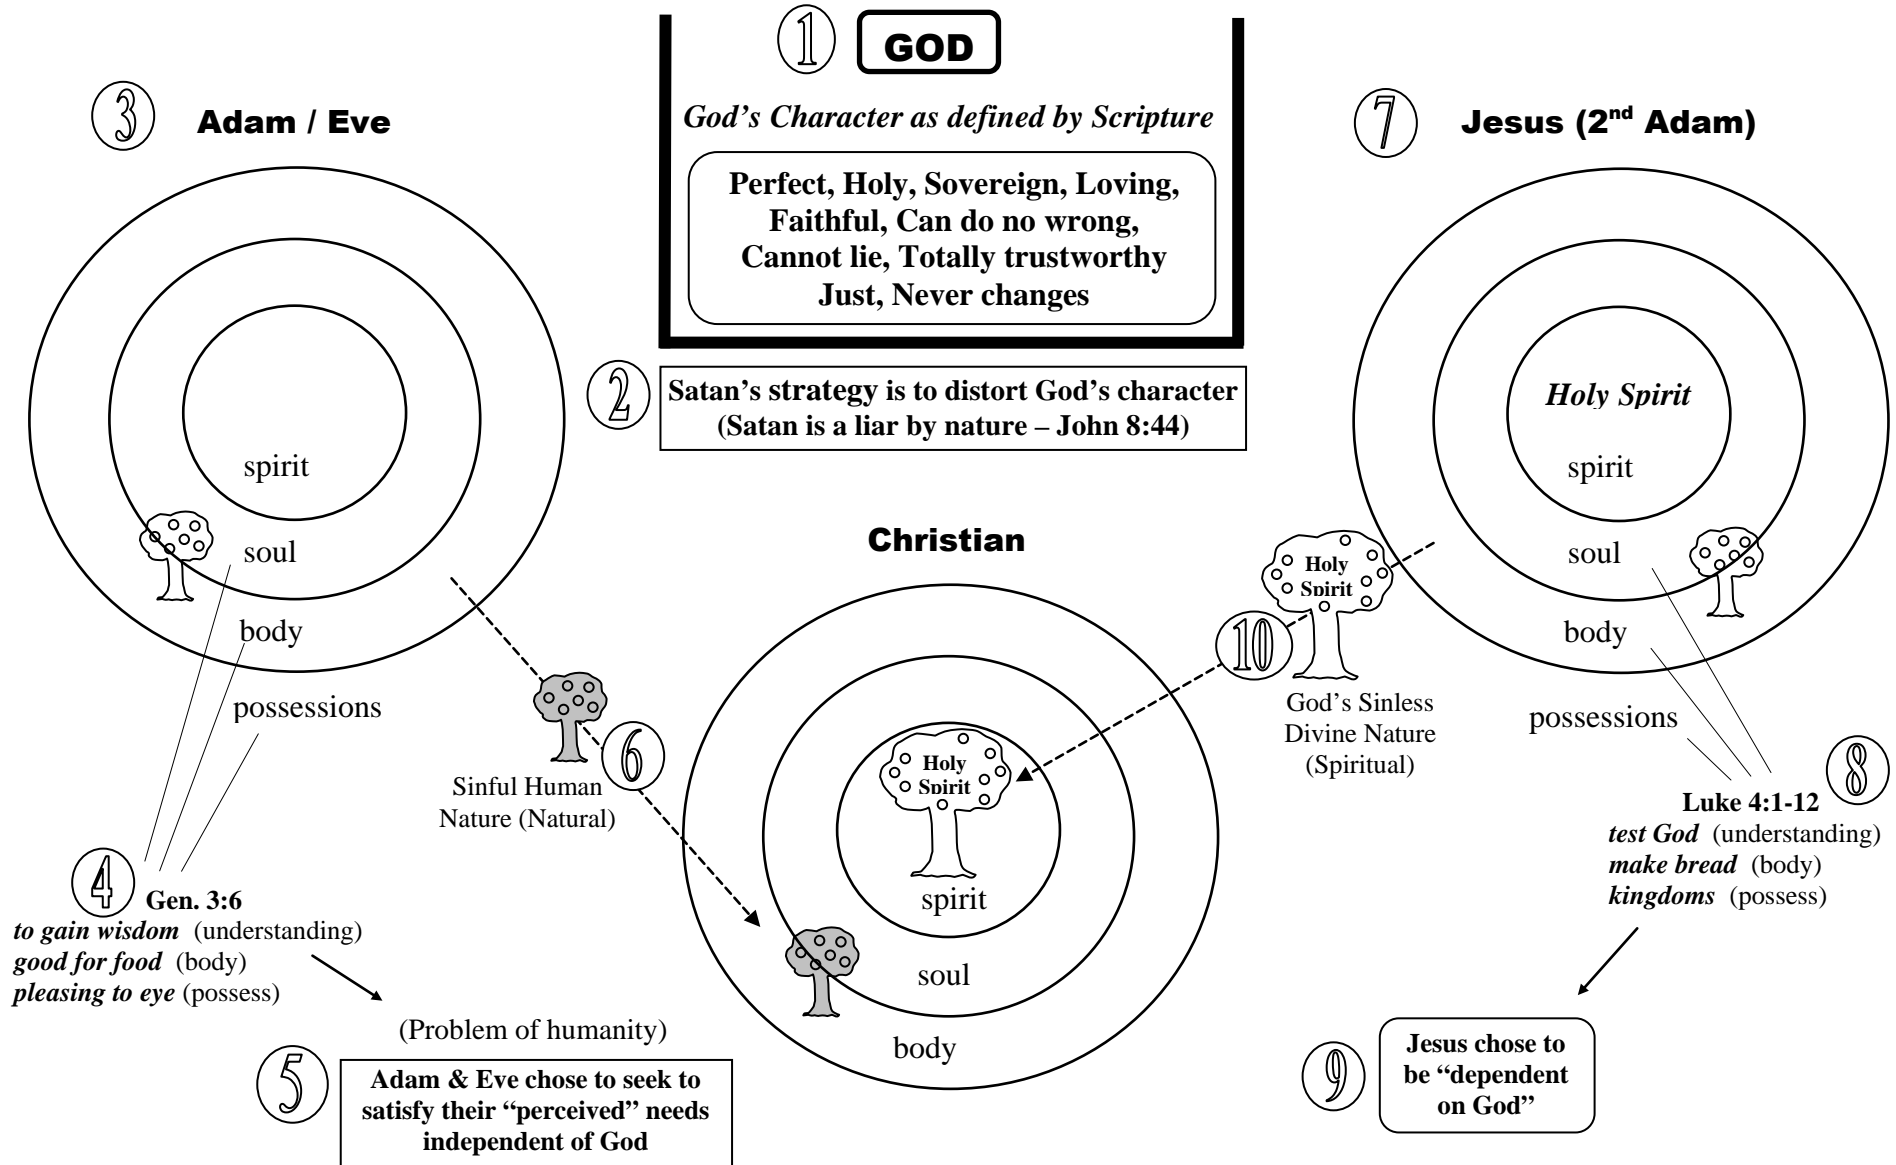 1 GOD
God’s Character as defined by Scripture
Perfect, Holy, Sovereign, Loving,
Faithful, Can do no wrong,
Cannot lie, Totally trustworthy
Just, Never changes
2
Satan’s strategy is to distort God’s character
(Satan is a liar by nature – John 8:44)
3 Adam / Eve
spirit
soul
body
possessions
4 Gen. 3:6
to gain wisdom (understanding)
good for food (body)
pleasing to eye (possess)
(Problem of humanity)
5
Adam & Eve chose to seek to
satisfy their “perceived” needs
independent of God
6
Sinful Human
Nature (Natural)
Christian
Holy
Spirit
spirit
soul
body
7 Jesus (2nd Adam)
Holy Spirit
spirit
soul
body
possessions
8
Luke 4:1-12
test God (understanding)
make bread (body)
kingdoms (possess)
9
Jesus chose to
be “dependent
on God”
10
Holy
Spirit
God’s Sinless
Divine Nature
(Spiritual)